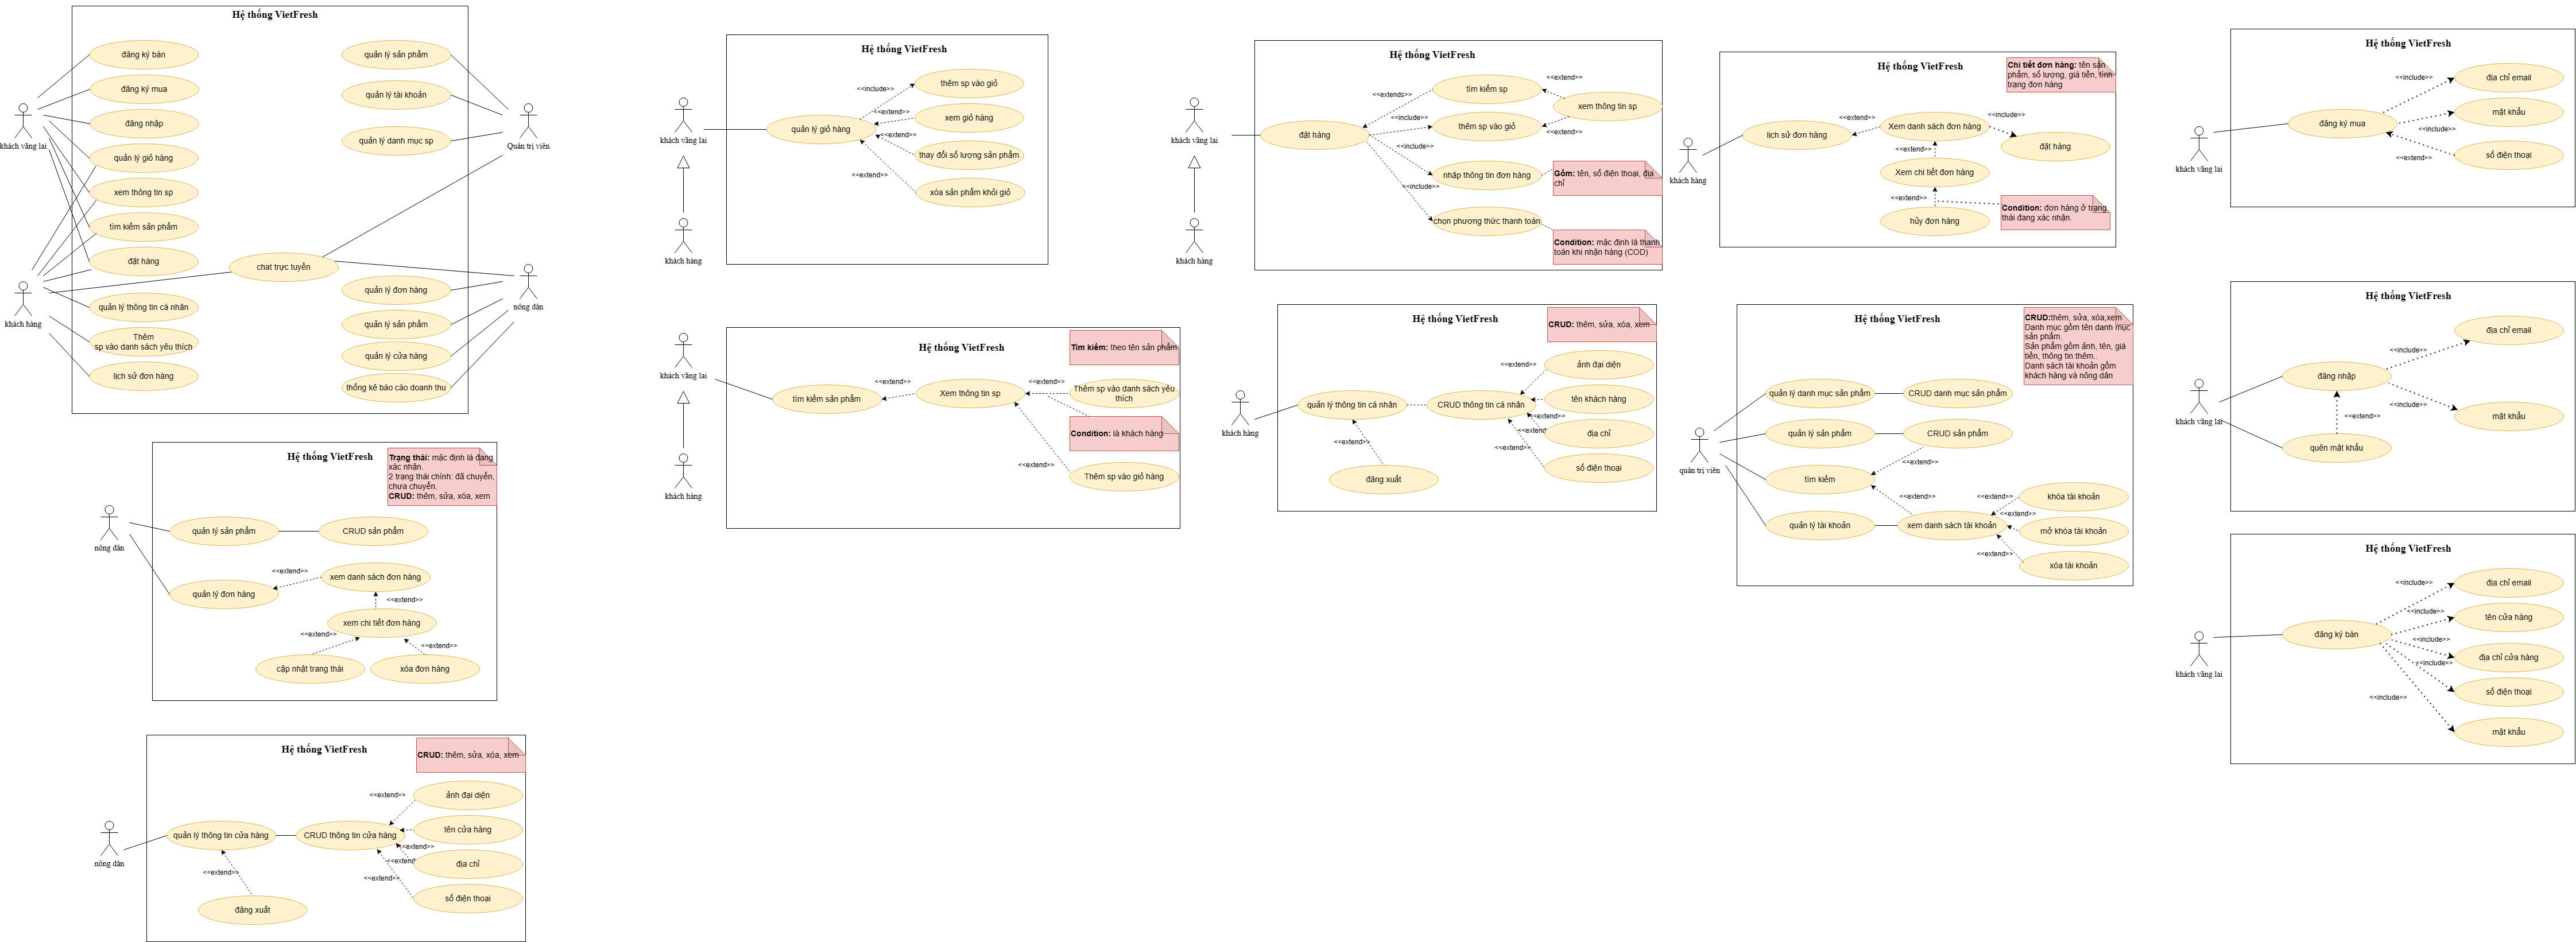 Hệ thống VietFresh
đăng ký bán
đăng ký mua
đăng nhập
quản lý giỏ hàng
xem thông tin sp
tìm kiếm sản phẩm
đặt hàng
chat trực tuyến
quản lý thông tin cá nhân
Thêm
sp vào danh sách yêu thích
lịch sử đơn hàng
quản lý sản phẩm
quản lý tài khoản
quản lý danh mục sp
quản lý đơn hàng
quản lý sản phẩm
quản lý cửa hàng
thống kê báo cáo doanh thu
khách vãng lai
khách hàng
Quản trị viên
nông dân
Hệ thống VietFresh
Trạng thái: mặc định là đang
xác nhận.
2 trạng thái chính: đã chuyển,
chưa chuyển.
CRUD: thêm, sửa, xóa, xem
nông dân
quản lý sản phẩm
CRUD sản phẩm
quản lý đơn hàng
<<extend>>
xem danh sách đơn hàng
<<extend>>
xem chi tiết đơn hàng
<<extend>>
<<extend>>
cập nhật trang thái
xóa đơn hàng
Hệ thống VietFresh
CRUD: thêm, sửa, xóa, xem
nông dân
quản lý thông tin cửa hàng
CRUD thông tin cửa hàng
<<extend>>
<<extend>>
<<extend>>
<<extend>>
ảnh đại diện
tên cửa hàng
địa chỉ
số điện thoại
<<extend>>
đăng xuất
Hệ thống VietFresh
khách vãng lai
khách hàng
quản lý giỏ hàng
<<include>>
<<extend>>
<<extend>>
<<extend>>
thêm sp vào giỏ
xem giỏ hàng
thay đổi số lượng sản phẩm
xóa sản phẩm khỏi giỏ
Hệ thống VietFresh
Tìm kiếm: theo tên sản phẩm
khách vãng lai
khách hàng
tìm kiếm sản phẩm
<<extend>>
Xem thông tin sp
<<extend>>
Thêm sp vào danh sách yêu
thích
Condition: là khách hàng
<<extend>>
Thêm sp vào giỏ hàng
Hệ thống VietFresh
khách vãng lai
khách hàng
đặt hàng
<<extends>>
<<include>>
<<include>>
<<include>>
tìm kiếm sp
thêm sp vào giỏ
nhập thông tin đơn hàng
chọn phương thức thanh toán
<<extend>>
xem thông tin sp
<<extend>>
Gồm: tên, số điện thoại, địa
chỉ
Condition: mặc định là thanh
toán khi nhận hàng (COD)
Hệ thống VietFresh
CRUD: thêm, sửa, xóa, xem
khách hàng
quản lý thông tin cá nhân
CRUD thông tin cá nhân
<<extend>>
<<extend>>
<<extend>>
<<extend>>
ảnh đại diện
tên khách hàng
địa chỉ
số điện thoại
<<extend>>
đăng xuất
Hệ thống VietFresh
Chi tiết đơn hàng: tên sản
phẩm, số lượng, giá tiền, tình
trạng đơn hàng
khách hàng
lịch sử đơn hàng
<<extend>>
Xem danh sách đơn hàng
<<include>>
đặt hàng
<<extend>>
Xem chi tiết đơn hàng
<<extend>>
hủy đơn hàng
Condition: đơn hàng ở trạng
thái đang xác nhận.
Hệ thống VietFresh
CRUD:thêm, sửa, xóa,xem
Danh mục gồm tên danh mục
sản phẩm.
Sản phẩm gồm ảnh, tên, giá
tiền, thông tin thêm..
Danh sách tài khoản gồm
khách hàng và nông dân
quản trị viên
quản lý danh mục sản phẩm
CRUD danh mục sản phẩm
quản lý sản phẩm
CRUD sản phẩm
<<extend>>
tìm kiếm
<<extend>>
quản lý tài khoản
xem danh sách tài khoản
<<extend>>
<<extend>>
<<extend>>
khóa tài khoản
mở khóa tài khoản
xóa tài khoản
Hệ thống VietFresh
khách vãng lai
đăng ký mua
<<include>>
<<include>>
<<extend>>
địa chỉ email
mật khẩu
số điện thoại
Hệ thống VietFresh
khách vãng lai
đăng nhập
<<include>>
<<include>>
địa chỉ email
mật khẩu
<<extend>>
quên mật khẩu
Hệ thống VietFresh
khách vãng lai
đăng ký bán
<<include>>
<<include>>
<<include>>
<<include>>
<<include>>
địa chỉ email
tên cửa hàng
địa chỉ cửa hàng
số điện thoại
mật khẩu